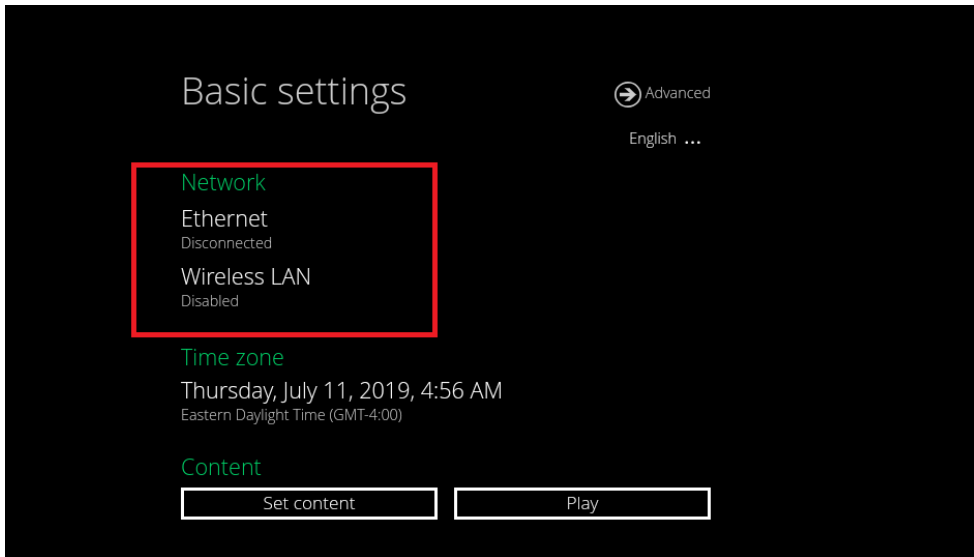 Basic settings
Advanced
English ...
Network
Ethernet
Disconnected
Wireless LAN
Disabled
Time zone
Thursday, July 11, 2019, 4:56 AM
Eastern Daylight Time (GMT-4:00)
Content
Set content
Play